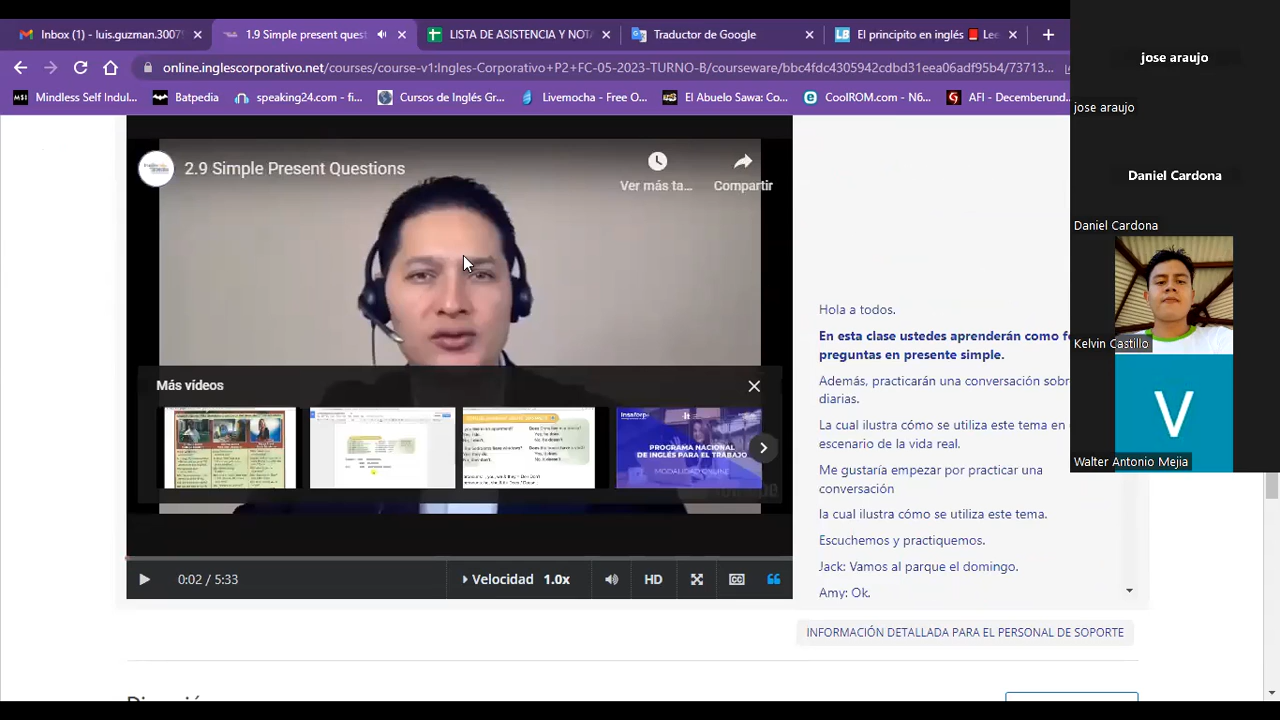 Inbox (1) - luis.guzman.3007
1.9 Simple present quest
LISTA DE ASISTENCIA Y NOTA
Traductor de Google
El principito en inglés
Lee
online.inglescorporativo.net/courses/course-v1:Ingles-Corporativo+P2+FC-05-2023-TURNO-B/courseware/bbc4fdc4305942cdbd31eea06adf95b4/73713...
Mindless Self Indul...
Batpedia
speaking24.com - fi...
Cursos de Inglés Gr...
Livemocha - Free O...
El Abuelo Sawa: Co...
CoolROM.com - N6...
AFI - Decemberund...
2.9 Simple Present Questions
Ver más ta...
Compartir
Más vídeos
insaforp
PROGRAMA NACIONAL
DE INGLÉS PARA EL TRABAJO
MODALIDAD ONLINE
0:02 / 5:33
Velocidad 1.0x
HD
CC
Hola a todos.
En esta clase ustedes aprenderán como fo
preguntas en presente simple.
Además, practicarán una conversación sob
diarias.
La cual ilustra cómo se utiliza este tema en
escenario de la vida real.
Me gustaría empezar por practicar una
conversación
la cual ilustra cómo se utiliza este tema.
Escuchemos y practiquemos.
Jack: Vamos al parque el domingo.
Amy: Ok.
INFORMACIÓN DETALLADA PARA EL PERSONAL DE SOPORTE
jose araujo
jose araujo
Daniel Cardona
Daniel Cardona
Kelvin Castillo
V
Walter Antonio Mejia